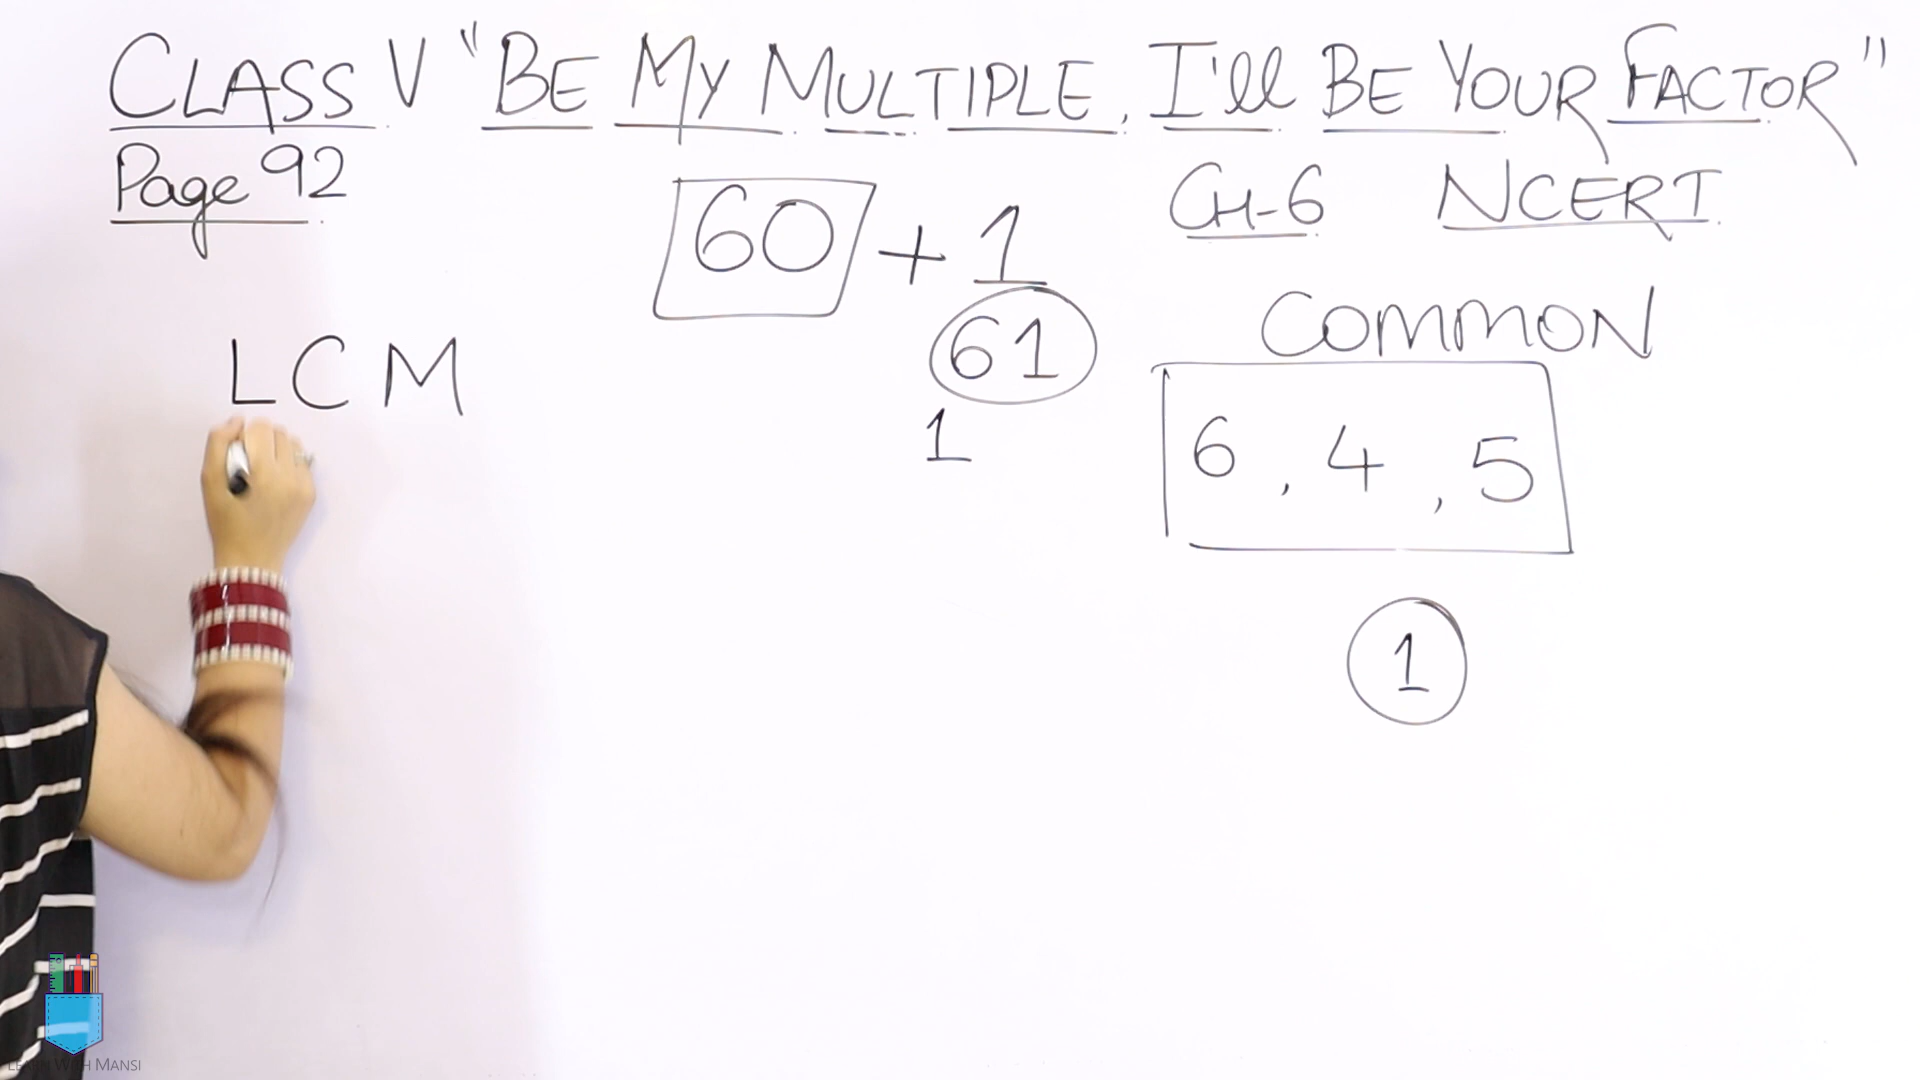 CLASS V "BE MY MULTIPLE, I'll BE YOUR FACTOR"
Page 92
CH-6 NCERT
60 + 1
61
1
COMMON
6, 4, 5
1
LCM
LEARN WITH MANSI